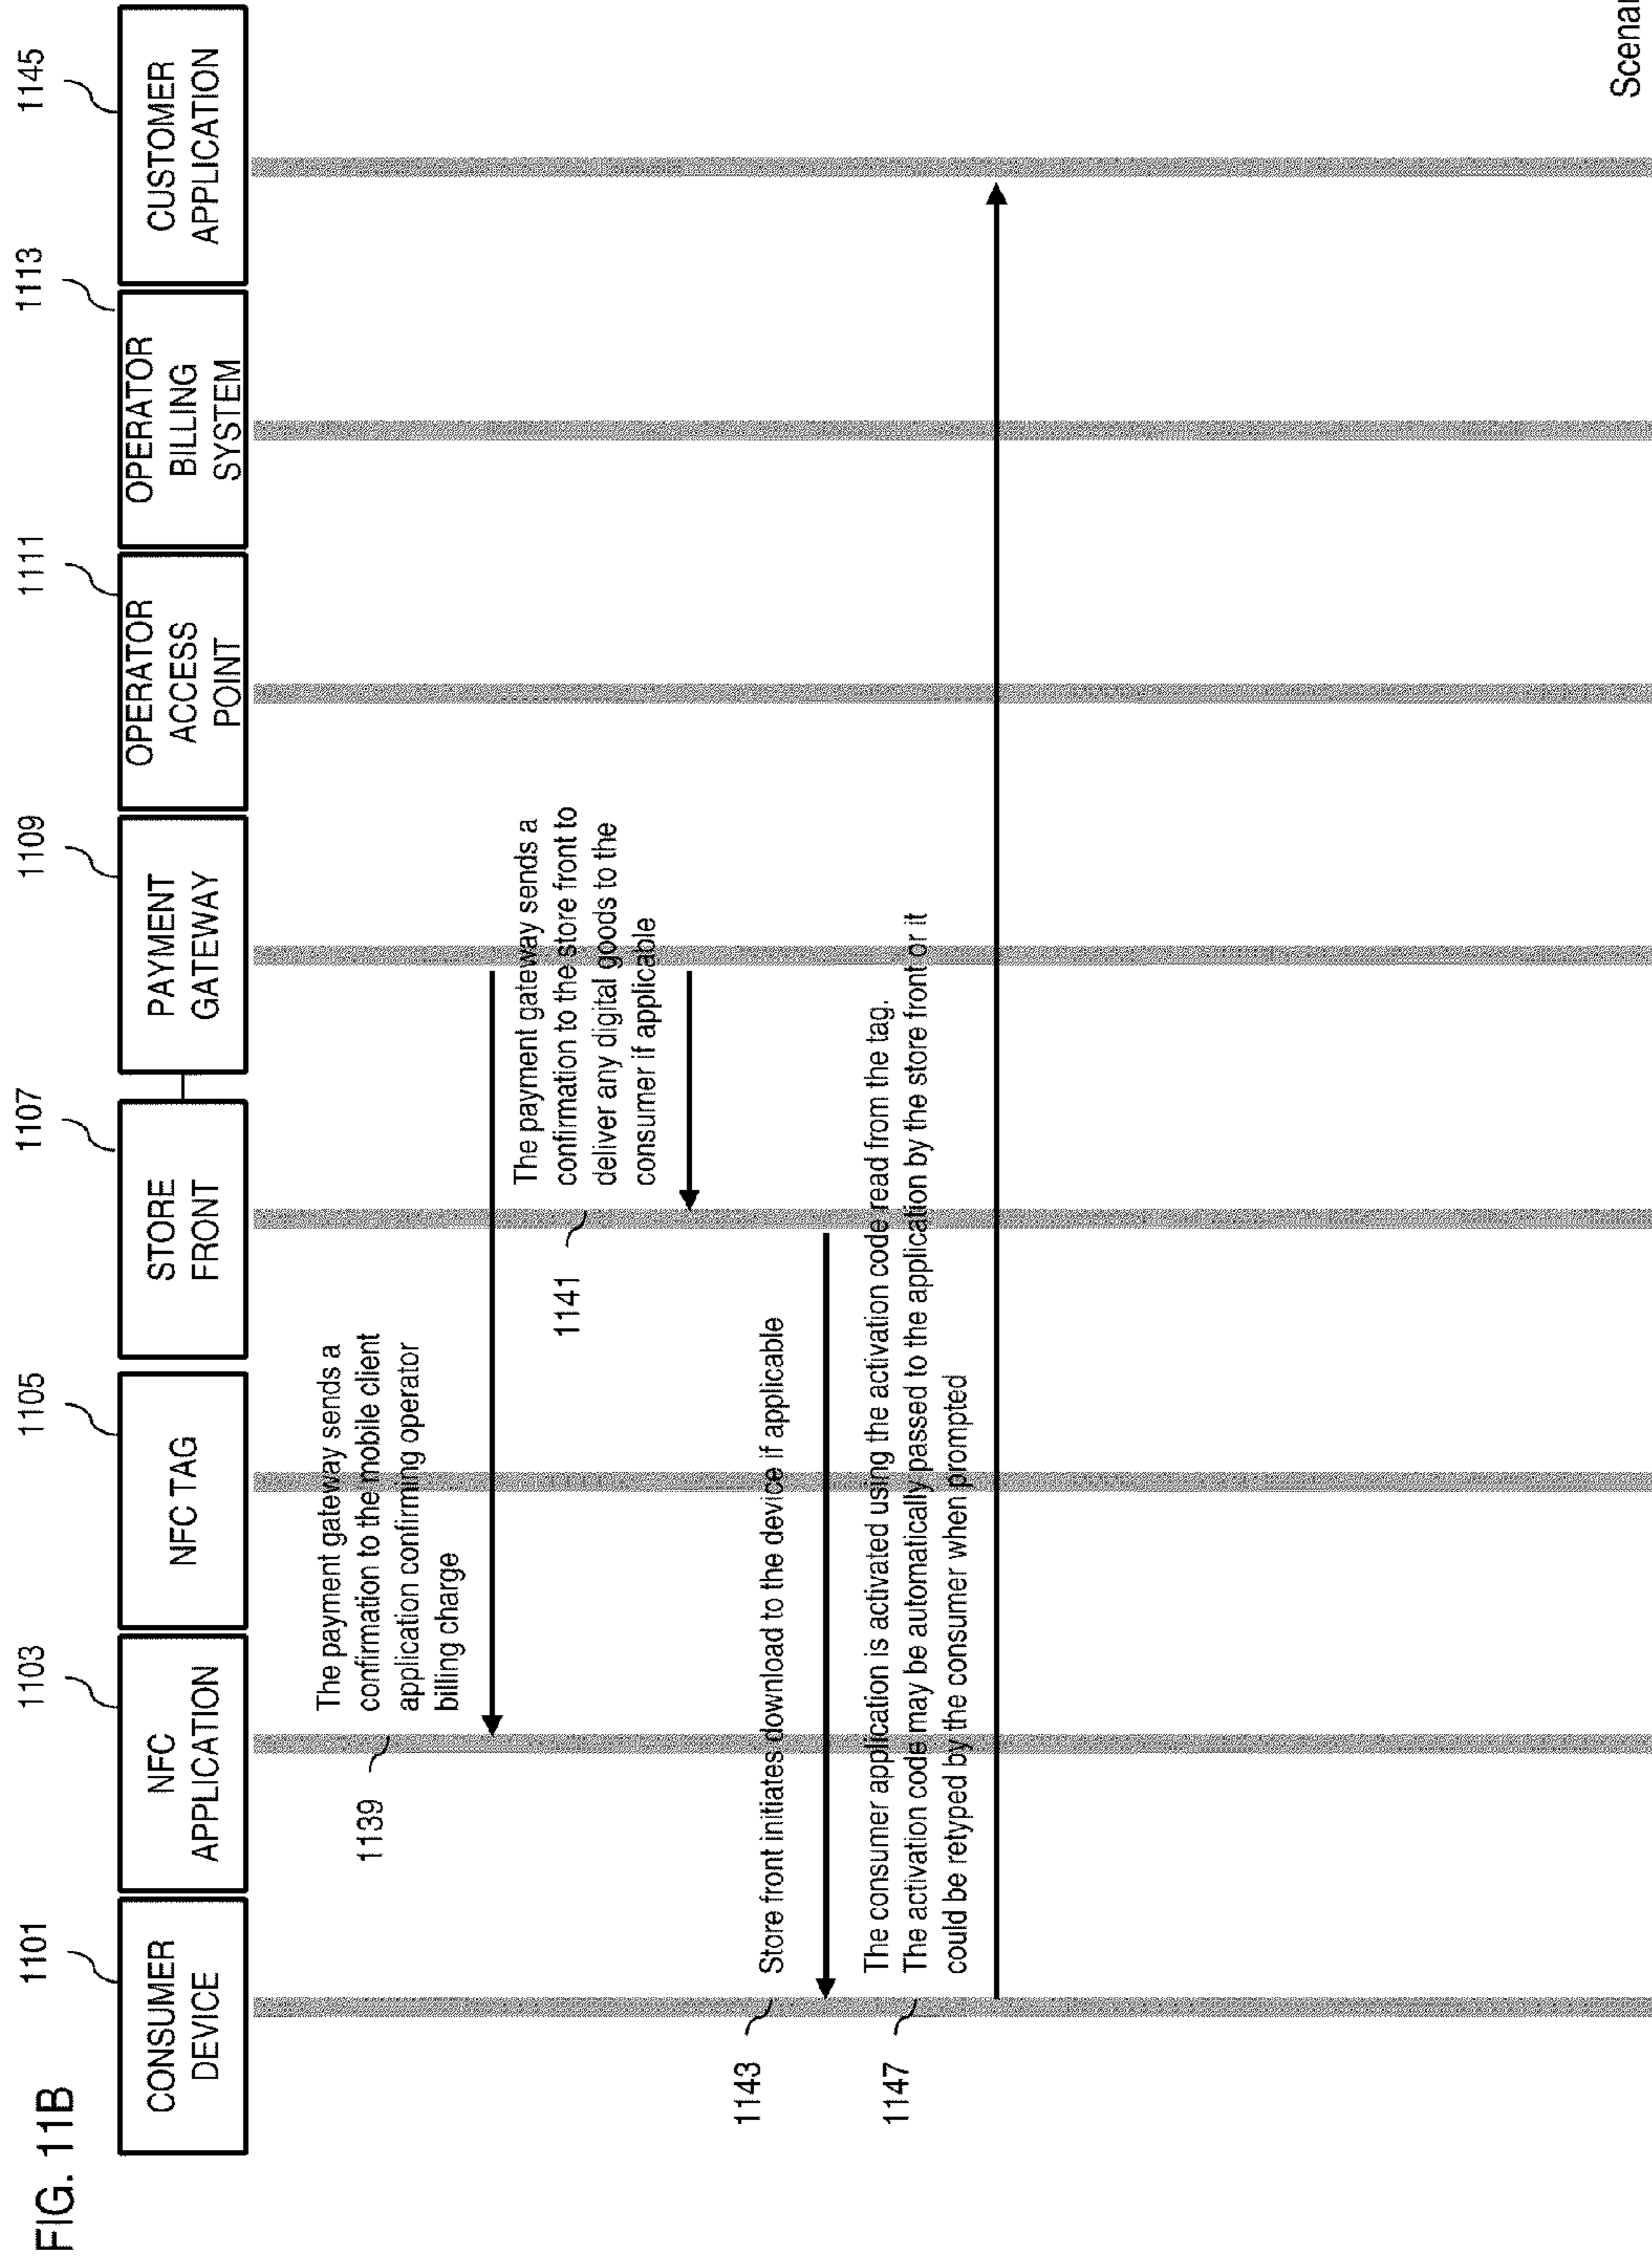 FIG. 11B
1101
1103
1105
1107
1109
1111
1113
1145
CONSUMER
DEVICE
NFC
APPLICATION
NFC TAG
STORE
FRONT
PAYMENT
GATEWAY
OPERATOR
ACCESS
POINT
OPERATOR
BILLING
SYSTEM
CUSTOMER
APPLICATION
1139
The payment gateway sends a
confirmation to the mobile client
application confirming operator
billing charge
1141
The payment gateway sends a
confirmation to the store front to
deliver any digital goods to the
consumer if applicable
1143
Store front initiates download to the device if applicable
1147
The consumer application is activated using the activation code read from the tag.
The activation code may be automatically passed to the application by the store front or it
could be retyped by the consumer when prompted